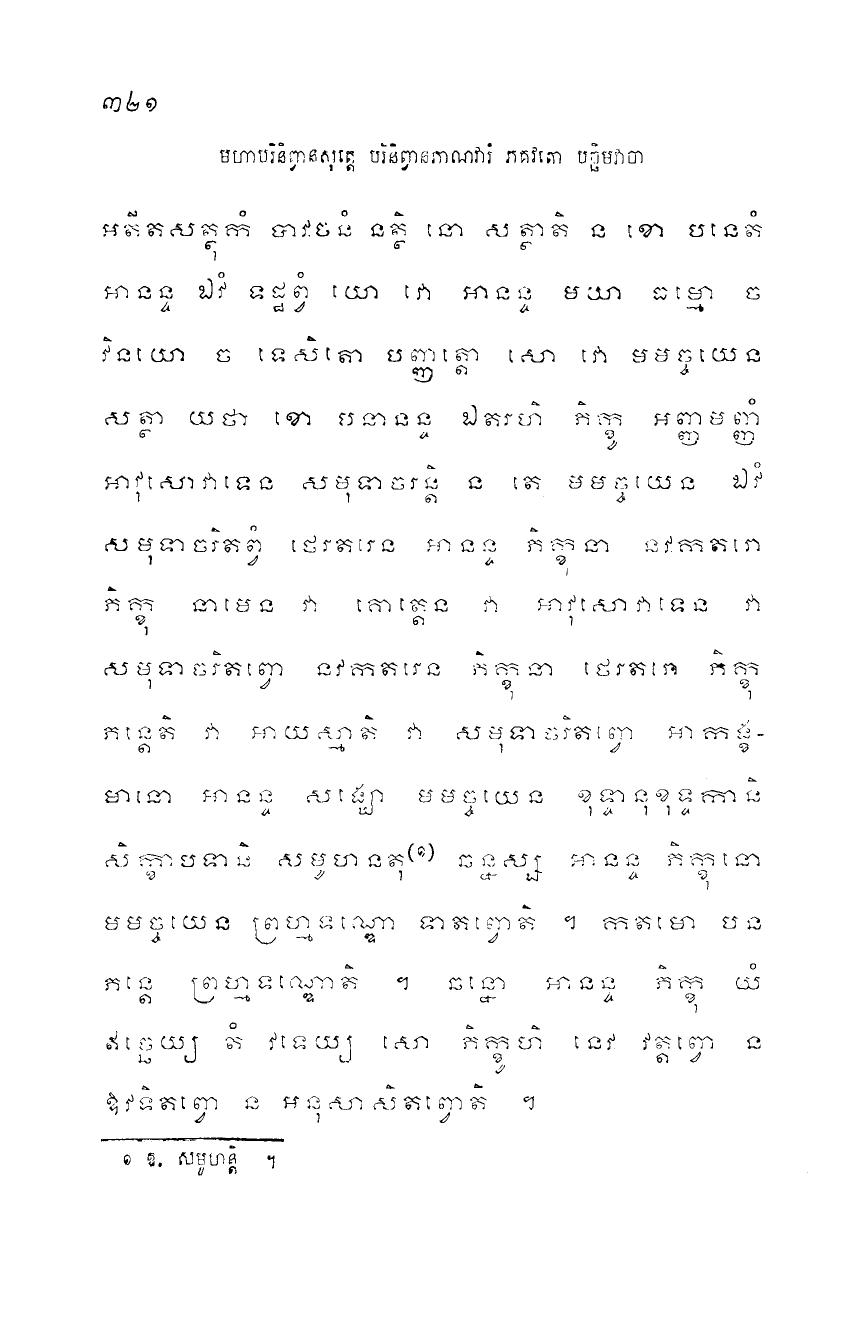 ៣២១
មហាបរិនិព្វានសុត្តេ បរិនិព្វានភាណវារំ ភគវតោ បច្ឆិមវាចា
អតីតសត្ថុកំ បាវចនំ នត្ថិ នោ សត្ថាតិ ន ខោ បនេតំ
អានន្ទ ឯវំ ទដ្ឋព្វំ យោ វោ អានន្ទ មយា ធម្មោ ច
វិនយោ ច ទេសិតោ បញ្ញត្តោ សោ វោ មមច្ចយេន
សត្ថា យថា ខោ បនានន្ទ ឯតរហិ ភិក្ខូ អញ្ញមញ្ញំ
អាវុសោវាទេន សមុទាចរន្តិ ន តេ មមច្ចយេន ឯវំ
សមុទាចរិតព្វំ ថេរតរេន អានន្ទ ភិក្ខុនា នវកតរោ
ភិក្ខុ នាមេន វា គោត្តេន វា អាវុសោវាទេន វា
សមុទាចរិតព្វោ នវកតរេន ភិក្ខុនា ថេរតរោ ភិក្ខុ
ភន្តេតិ វា អាយស្មាតិ វា សមុទាចរិតព្វោ អាកង្ខ-
មានោ អានន្ទ សង្ឃោ មមច្ចយេន ខុទ្ទានុខុទ្ទកានិ
សិក្ខាបទានិ សមូហនតុ(១) ឆន្នស្ស អានន្ទ ភិក្ខុនោ
មមច្ចយេន ព្រហ្មទណ្ឌោ ទាតព្វោតិ ។ កតមោ បន
ភន្តេ ព្រហ្មទណ្ឌោតិ ។ ឆន្នោ អានន្ទ ភិក្ខុ យំ
ឥច្ឆេយ្យ តំ វទេយ្យ សោ ភិក្ខូហិ នេវ វត្តព្វោ ន
ឱវទិតព្វោ ន អនុសាសិតព្វោតិ ។
១ ឱ. សមូហន្តិ ។